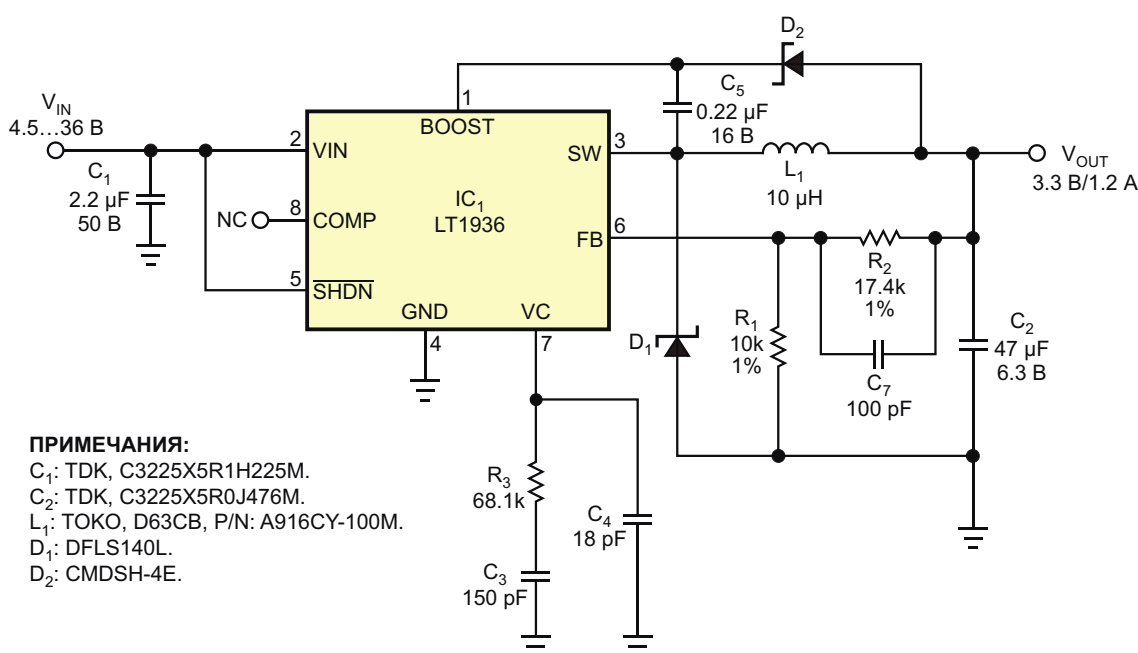 D2
VIN
4.5...36 В
C1
2.2 µF
50 В
1
BOOST
2
VIN
C5
0.22 µF
16 В
3
SW
L1
10 µH
VOUT
3.3 В/1.2 А
IC1
LT1936
NC
8
COMP
6
FB
R2
17.4k
1%
5
SHDN
GND
VC
4
7
D1
R1
10k
1%
C7
100 pF
C2
47 µF
6.3 В
ПРИМЕЧАНИЯ:
C1: TDK, C3225X5R1H225M.
C2: TDK, C3225X5R0J476M.
L1: TOKO, D63CB, P/N: A916CY-100M.
D1: DFLS140L.
D2: CMDSH-4E.
R3
68.1k
C4
18 pF
C3
150 pF